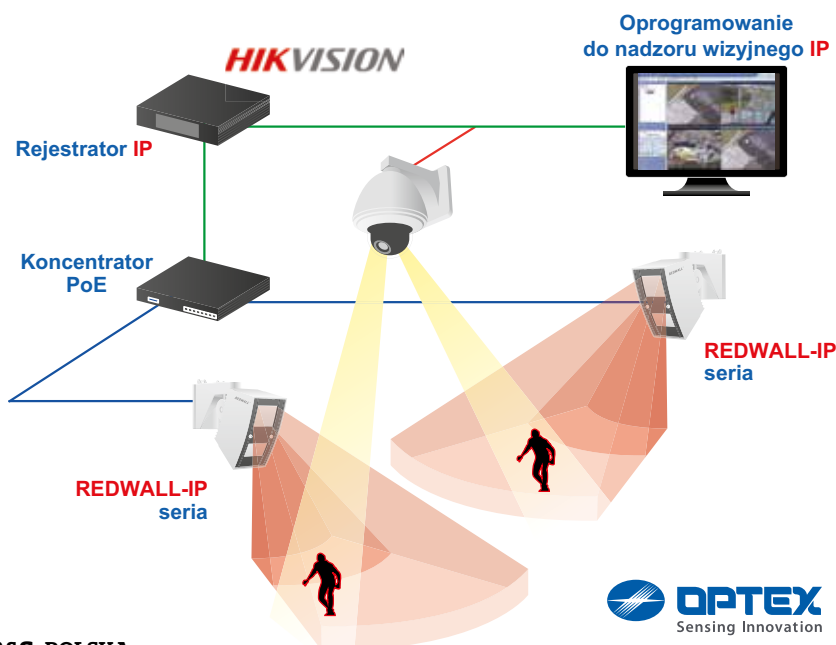 Oprogramowanie
do nadzoru wizyjnego IP
HIKVISION
Rejestrator IP
Koncentrator
PoE
REDWALL-IP
seria
REDWALL-IP
seria
OPTEX
Sensing Innovation
POLSKA